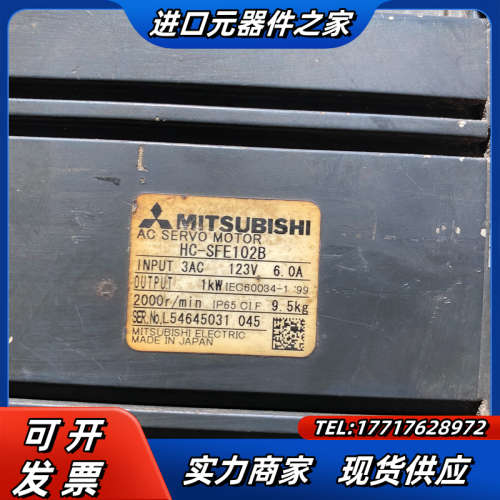 进口元器件之家
MITSUBISHI
AC SERVO MOTOR
HC-SFE102B
INPUT 3AC 123V 6.0A
OUTPUT 1kW IEC60034-1 '99
2000r/min IP65 Cl.F 9.5kg
SER.No.L54645031 045
MITSUBISHI ELECTRIC
MADE IN JAPAN
TEL:17717628972
可开
发票
实力商家 现货供应